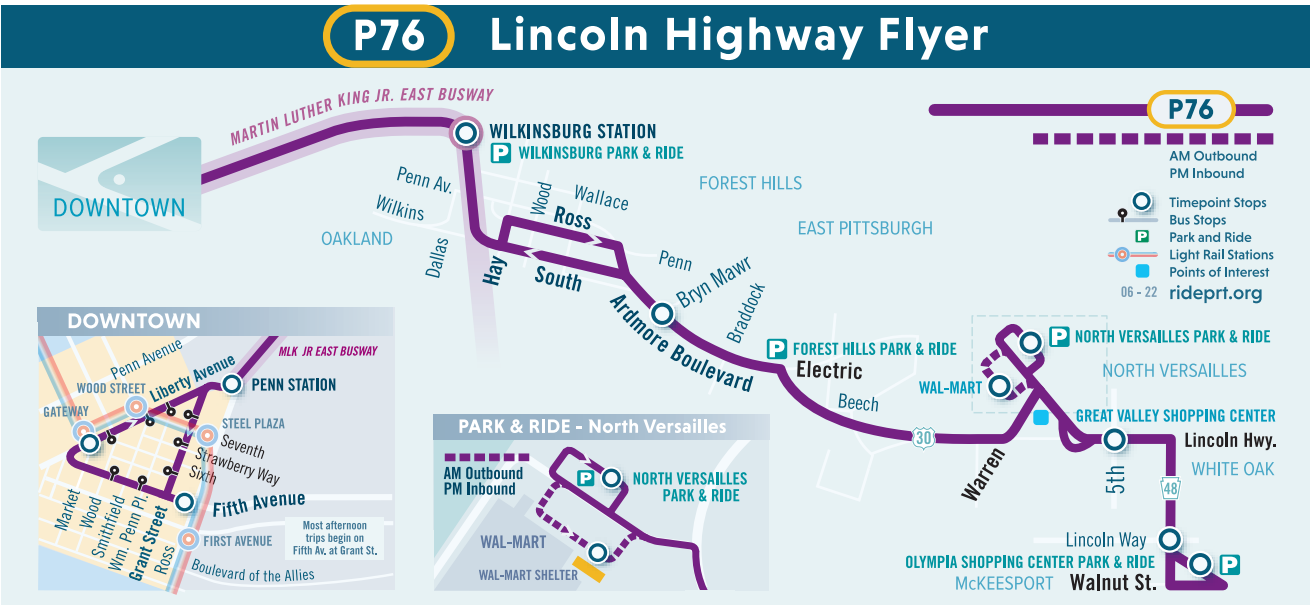 P76 Lincoln Highway Flyer
MARTIN LUTHER KING JR. EAST BUSWAY
P76
AM Outbound
PM Inbound
Timepoint Stops
Bus Stops
P Park and Ride
Light Rail Stations
Points of Interest
06 - 22 rideprt.org
DOWNTOWN
WILKINSBURG STATION
P WILKINSBURG PARK & RIDE
Penn Av.
Wilkins
OAKLAND
Dallas
Wood
Wallace
Ross
Hay
South
FOREST HILLS
EAST PITTSBURGH
Penn
Bryn Mawr
Braddock
Ardmore Boulevard
P FOREST HILLS PARK & RIDE
Electric
Beech
30
Warren
P NORTH VERSAILLES PARK & RIDE
NORTH VERSAILLES
WAL-MART
GREAT VALLEY SHOPPING CENTER
Lincoln Hwy.
5th
WHITE OAK
48
Lincoln Way
OLYMPIA SHOPPING CENTER PARK & RIDE
P
McKEESPORT
Walnut St.
DOWNTOWN
MLK JR EAST BUSWAY
Penn Avenue
Liberty Avenue
WOOD STREET
PENN STATION
GATEWAY
STEEL PLAZA
Seventh
Strawberry Way
Sixth
Market
Wood
Smithfield
Wm. Penn Pl.
Grant Street
Ross
Fifth Avenue
FIRST AVENUE
Most afternoon
trips begin on
Fifth Av. at Grant St.
Boulevard of the Allies
PARK & RIDE - North Versailles
AM Outbound
PM Inbound
P
NORTH VERSAILLES
PARK & RIDE
WAL-MART
WAL-MART SHELTER